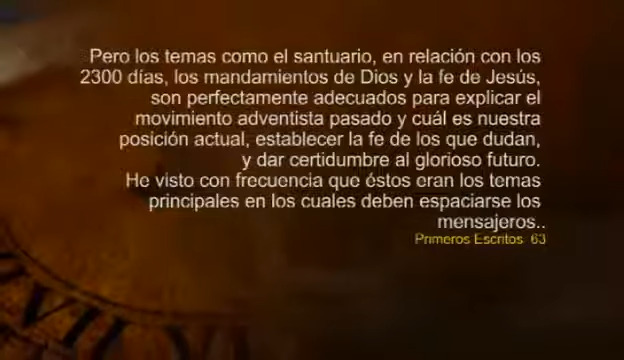 Pero los temas como el santuario, en relación con los
2300 días, los mandamientos de Dios y la fe de Jesús,
son perfectamente adecuados para explicar el
movimiento adventista pasado y cuál es nuestra
posición actual, establecer la fe de los que dudan,
y dar certidumbre al glorioso futuro.
He visto con frecuencia que éstos eran los temas
principales en los cuales deben espaciarse los
mensajeros..
Primeros Escritos 63
VII